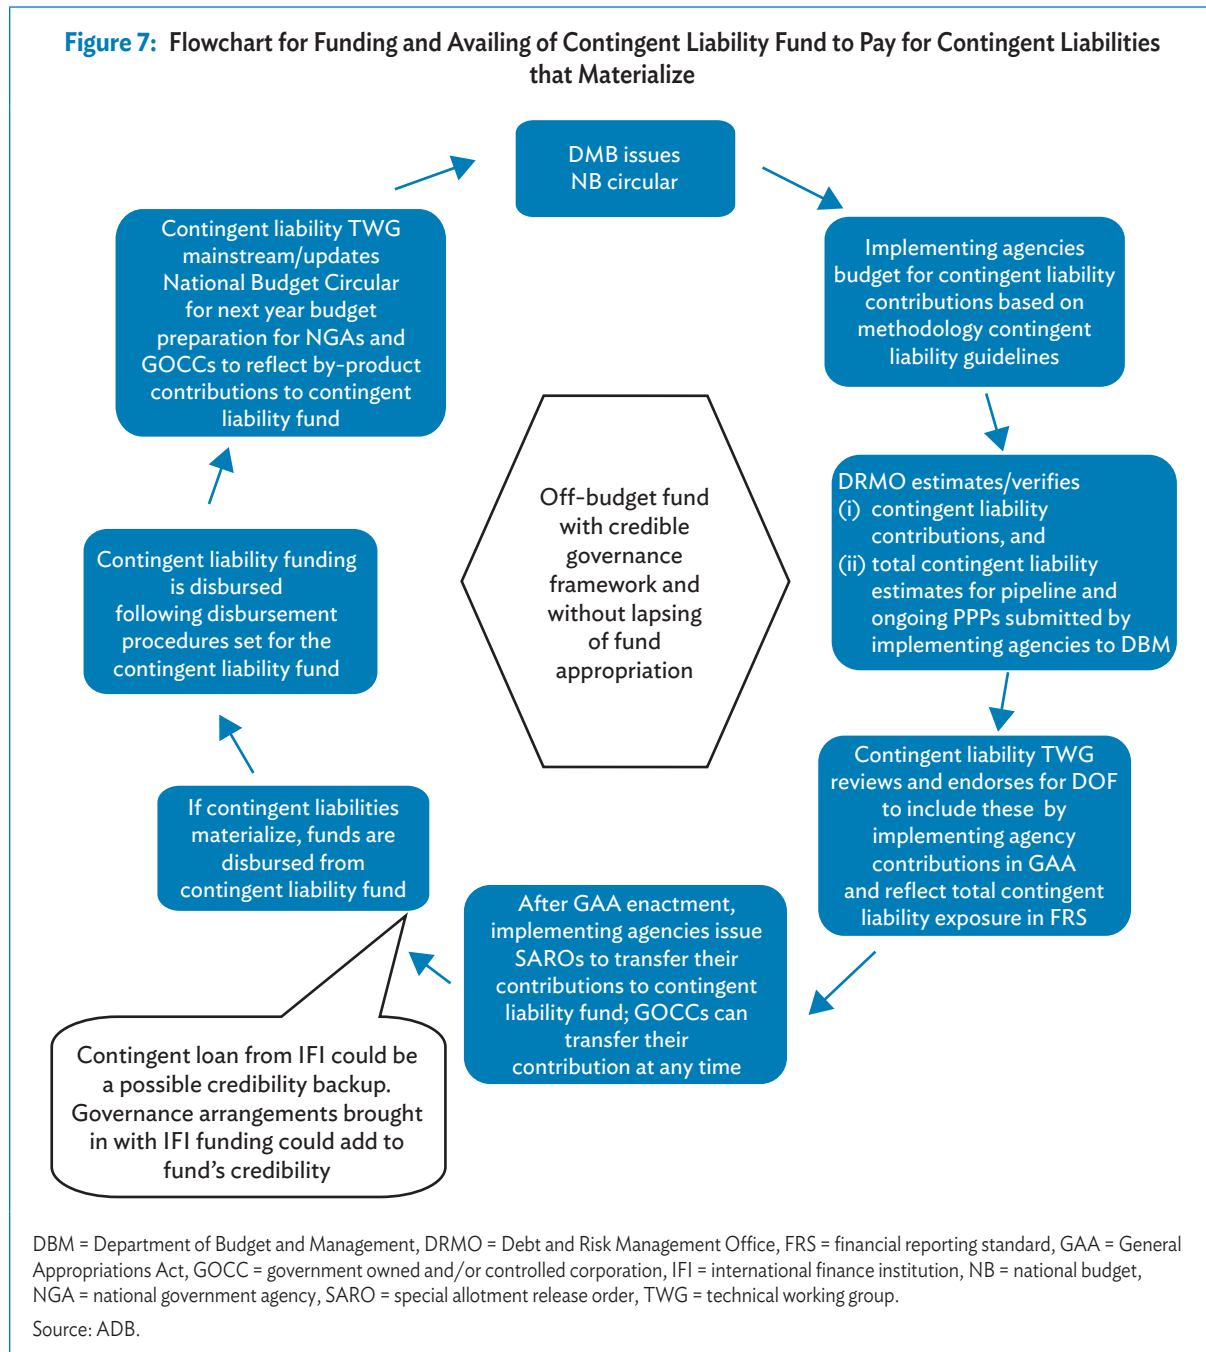 Figure 7: Flowchart for Funding and Availing of Contingent Liability Fund to Pay for Contingent Liabilities
that Materialize
DMB issues
NB circular
Implementing agencies
budget for contingent liability
contributions based on
methodology contingent
liability guidelines
DRMO estimates/verifies
(i) contingent liability
contributions, and
(ii) total contingent liability
estimates for pipeline and
ongoing PPPs submitted by
implementing agencies to DBM
Contingent liability TWG
reviews and endorses for DOF
to include these by
implementing agency
contributions in GAA
and reflect total contingent
liability exposure in FRS
After GAA enactment,
implementing agencies issue
SAROs to transfer their
contributions to contingent
liability fund; GOCCs can
transfer their
contribution at any time
If contingent liabilities
materialize, funds are
disbursed from
contingent liability fund
Contingent loan from IFI could be
a possible credibility backup.
Governance arrangements brought
in with IFI funding could add to
fund's credibility
Contingent liability funding
is disbursed
following disbursement
procedures set for the
contingent liability fund
Contingent liability TWG
mainstream/updates
National Budget Circular
for next year budget
preparation for NGAs and
GOCCs to reflect by-product
contributions to contingent
liability fund
Off-budget fund
with credible
governance
framework and
without lapsing
of fund
appropriation
DBM = Department of Budget and Management, DRMO = Debt and Risk Management Office, FRS = financial reporting standard, GAA = General
Appropriations Act, GOCC = government owned and/or controlled corporation, IFI = international finance institution, NB = national budget,
NGA = national government agency, SARO = special allotment release order, TWG = technical working group.
Source: ADB.